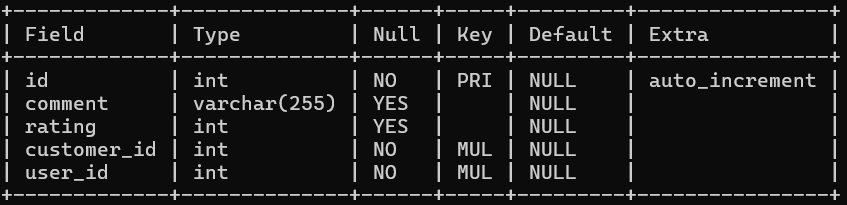 +-------------+--------------+------+-----+---------+----------------+
| Field       | Type         | Null | Key | Default | Extra          |
+-------------+--------------+------+-----+---------+----------------+
| id          | int          | NO   | PRI | NULL    | auto_increment |
| comment     | varchar(255) | YES  |     | NULL    |                |
| rating      | int          | YES  |     | NULL    |                |
| customer_id | int          | NO   | MUL | NULL    |                |
| user_id     | int          | NO   | MUL | NULL    |                |
+-------------+--------------+------+-----+---------+----------------+